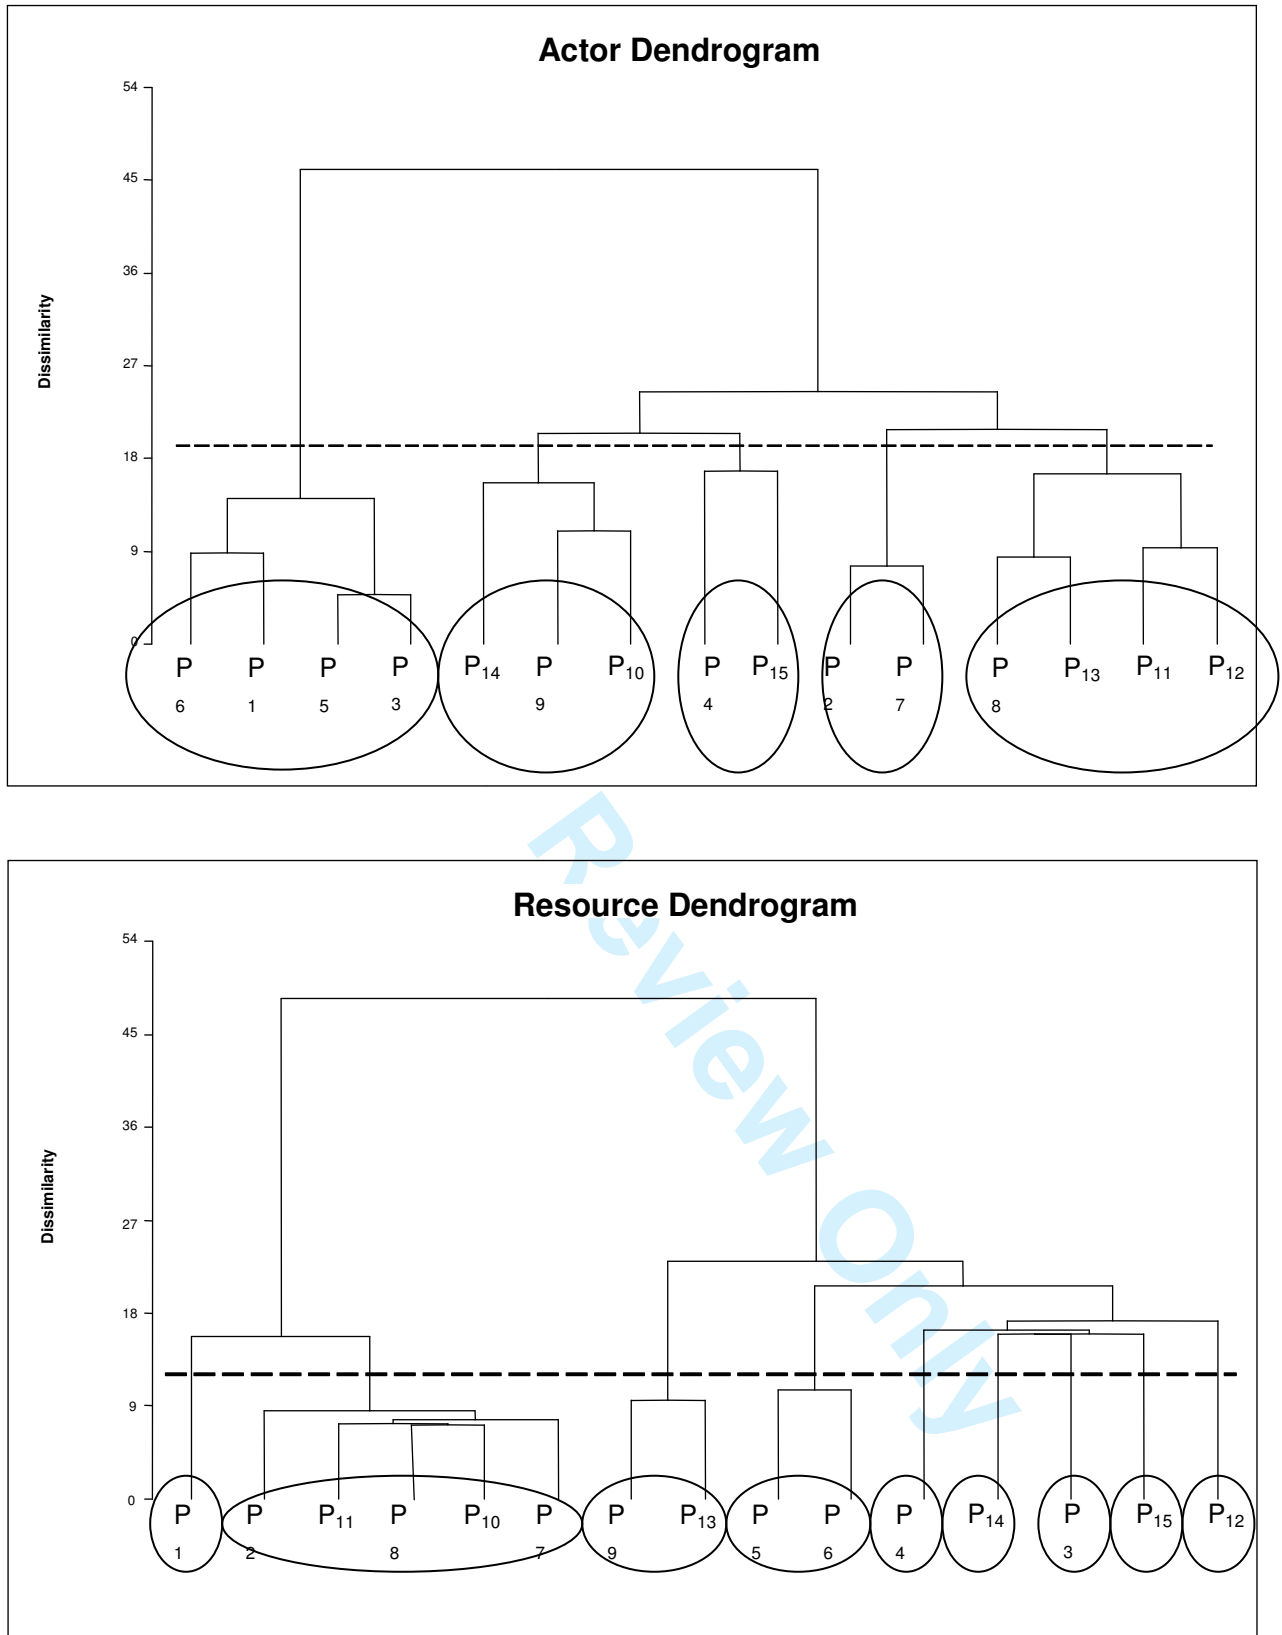 Actor Dendrogram
54
45
36
27
18
9
0
Dissimilarity
P P P P P14 P P10 P P15 P P P P13 P11 P12
6 1 5 3 9 4 2 7 8
Review Only
Resource Dendrogram
54
45
36
27
18
9
0
Dissimilarity
P P P11 P P10 P P P13 P P P P14 P P15 P12
1 2 8 7 9 5 6 4 3